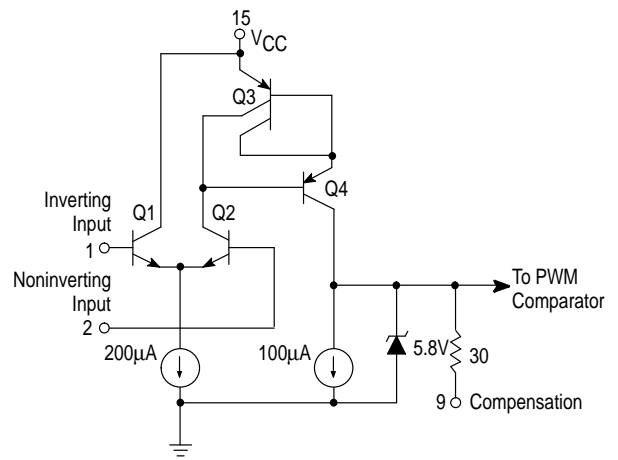 15
VCC
Q3
Q4
Inverting
Input
1
Q1
Q2
Noninverting
Input
2
To PWM
Comparator
200μA
100μA
5.8V
30
9
Compensation